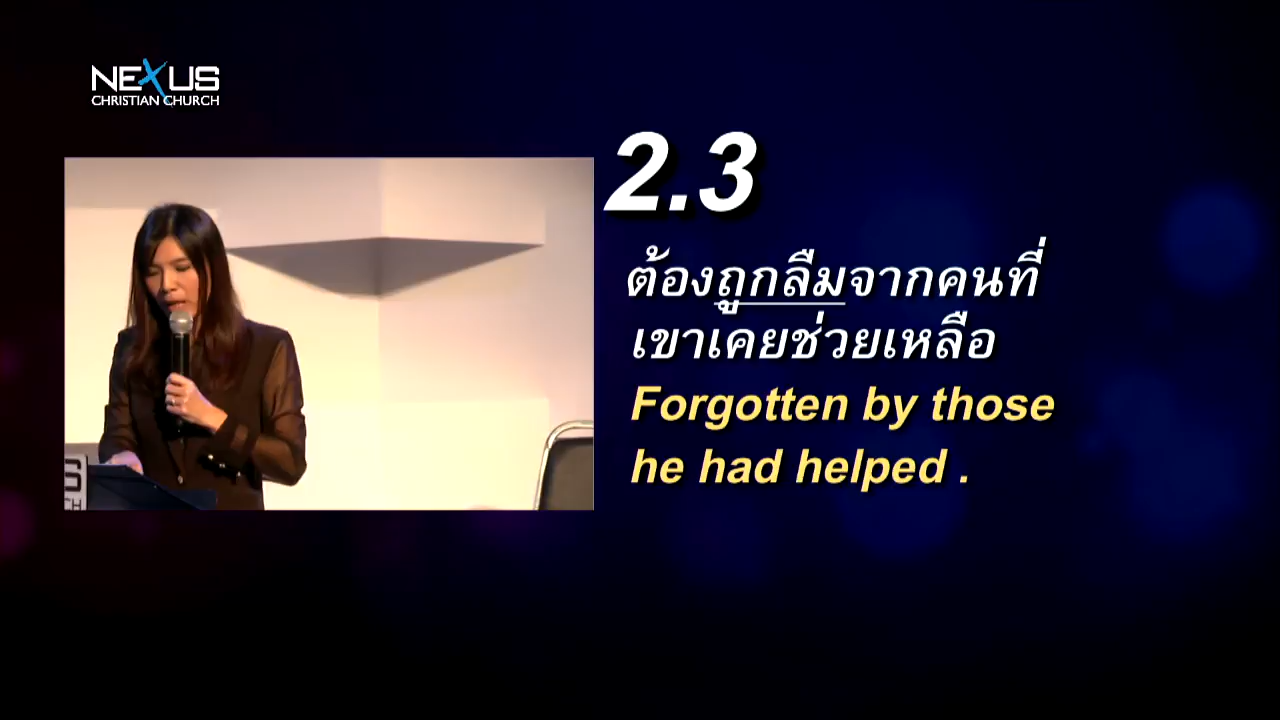 NEXUS
CHRISTIAN CHURCH
2.3
ต้องถูกลืมจากคนที่
เขาเคยช่วยเหลือ
Forgotten by those
he had helped .